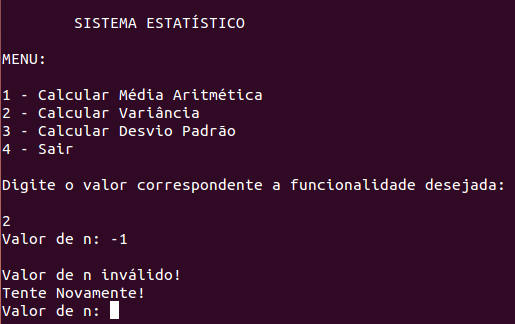 SISTEMA ESTATÍSTICO
MENU:
1 - Calcular Média Aritmética
2 - Calcular Variância
3 - Calcular Desvio Padrão
4 - Sair
Digite o valor correspondente a funcionalidade desejada:
2
Valor de n: -1
Valor de n inválido!
Tente Novamente!
Valor de n: